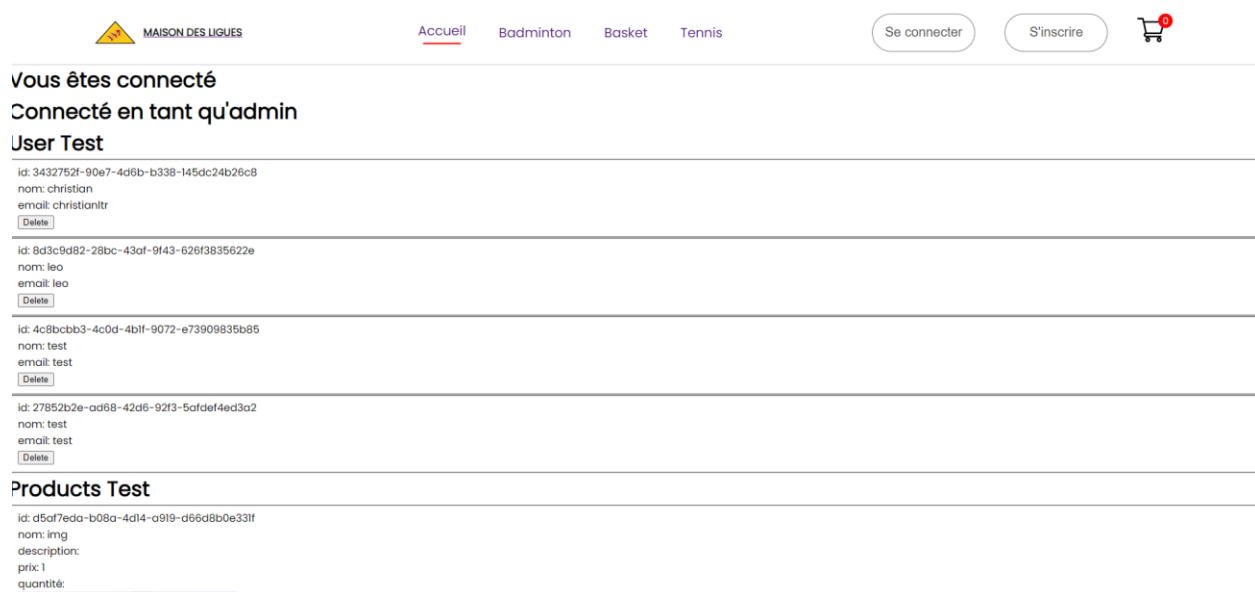 MAISON DES LIGUES
Accueil Badminton Basket Tennis
Se connecter S'inscrire 0
Vous êtes connecté
Connecté en tant qu'admin
User Test
id: 3432752f-90e7-4d6b-b338-145dc24b26c8
nom: christian
email: christianltr
Delete
id: 8d3c9d82-28bc-43af-9f43-626f3835622e
nom: leo
email: leo
Delete
id: 4c8bcbb3-4c0d-4b1f-9072-e73909835b85
nom: test
email: test
Delete
id: 27852b2e-ad68-42d6-92f3-5afdef4ed3a2
nom: test
email: test
Delete
Products Test
id: d5af7eda-b08a-4d14-a919-d66d8b0e331f
nom: img
description:
prix: 1
quantité: